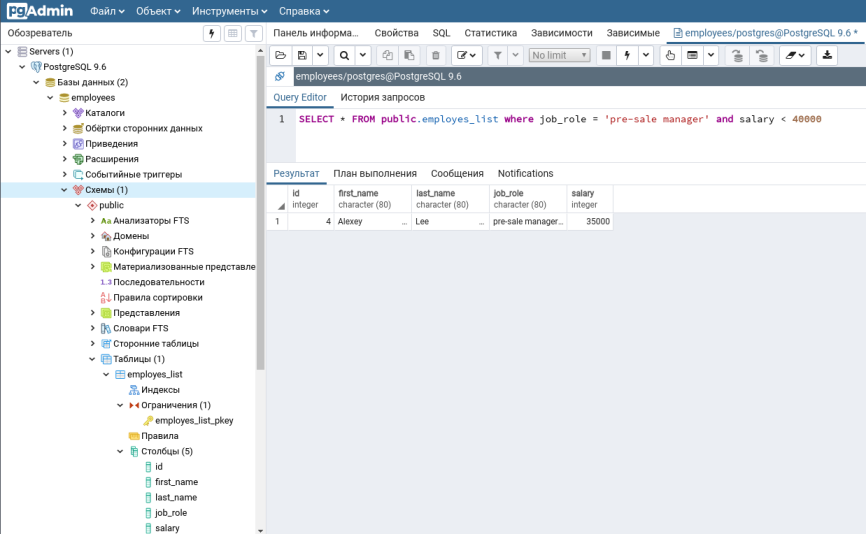 pgAdmin Файл Объект Инструменты Справка
Обозреватель
Панель информа... Свойства SQL Статистика Зависимости Зависимые employees/postgres@PostgreSQL 9.6 *
No limit
employees/postgres@PostgreSQL 9.6
Query Editor История запросов
1 SELECT * FROM public.employes_list where job_role = 'pre-sale manager' and salary < 40000
Результат План выполнения Сообщения Notifications
id first_name last_name job_role salary
integer character (80) character (80) character (80) integer
1 4 Alexey ... Lee ... pre-sale manager... 35000
Servers (1)
PostgreSQL 9.6
Базы данных (2)
employees
Каталоги
Обёртки сторонних данных
Приведения
Расширения
Событийные триггеры
Схемы (1)
public
Aa Анализаторы FTS
Домены
Конфигурации FTS
Материализованные представле
1..3 Последовательности
Правила сортировки
Представления
Словари FTS
Сторонние таблицы
Таблицы (1)
employes_list
Индексы
Ограничения (1)
employes_list_pkey
Правила
Столбцы (5)
id
first_name
last_name
job_role
salary